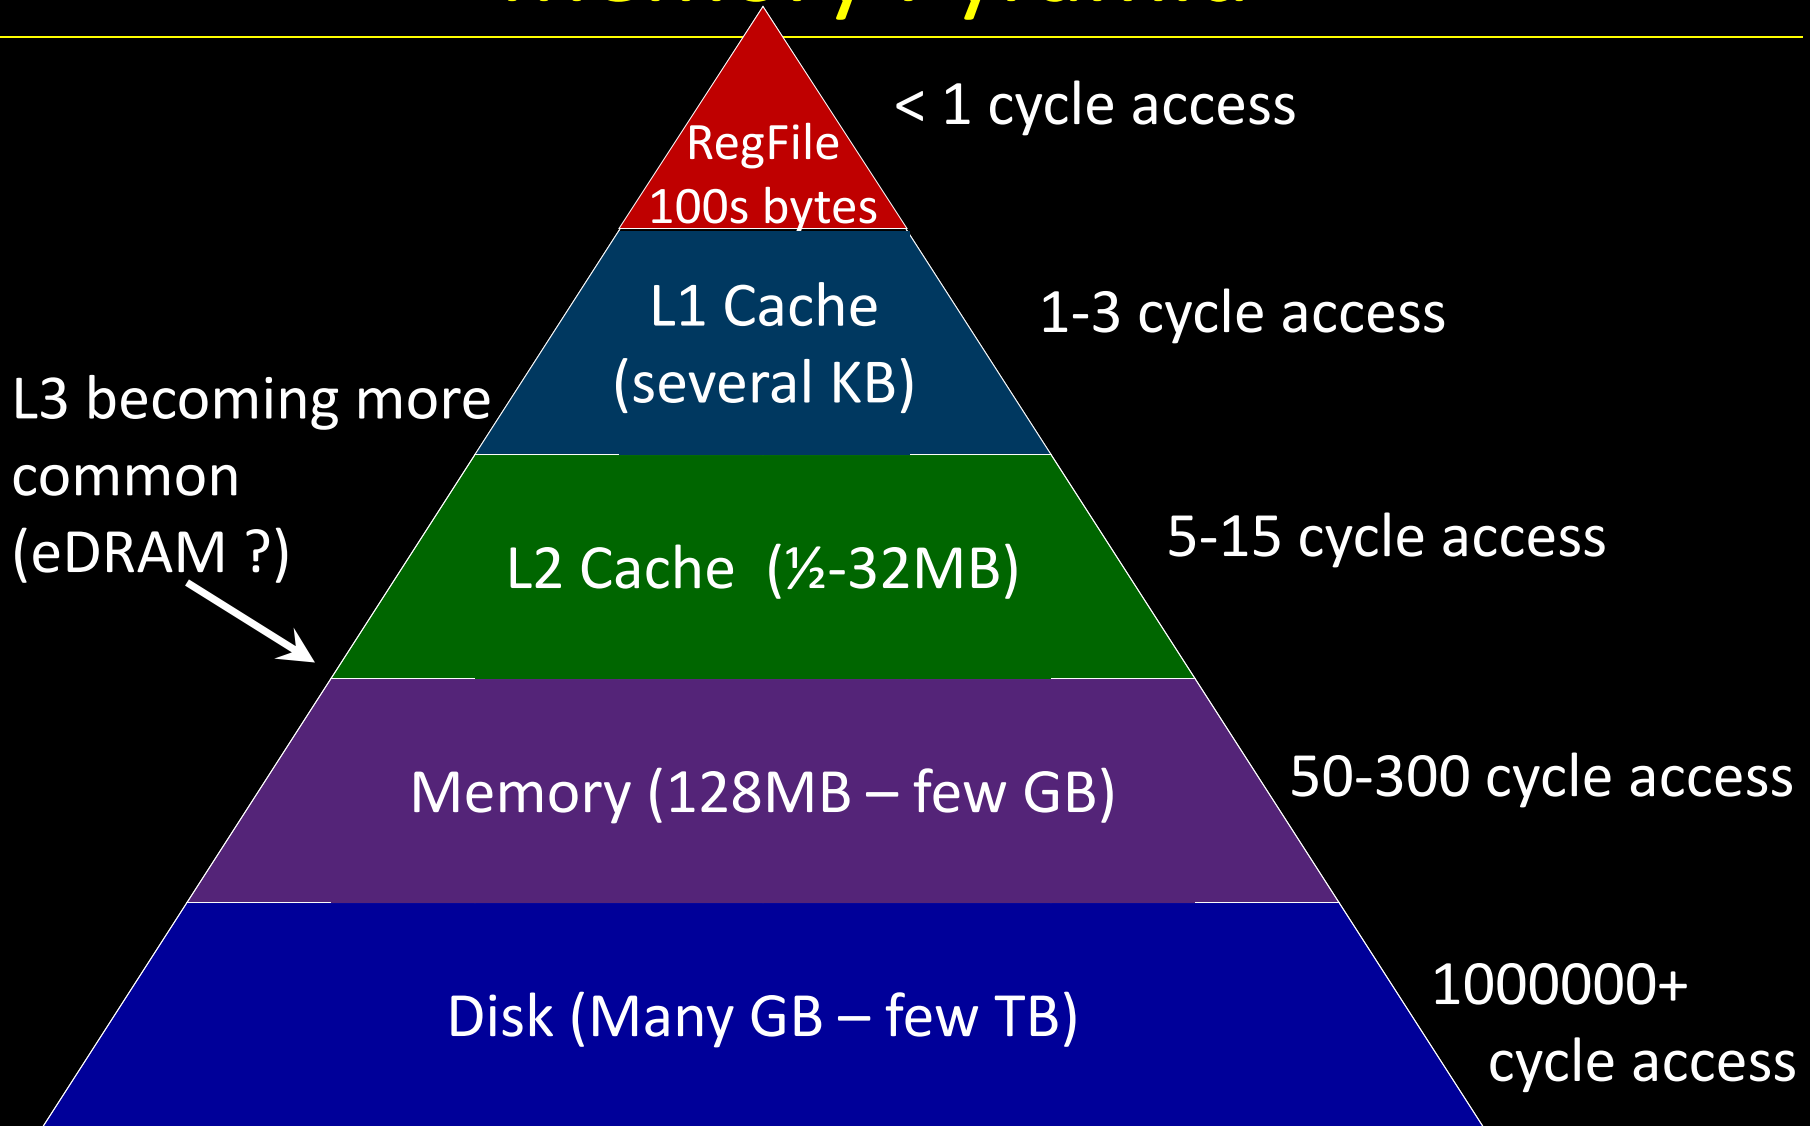 Memory Pyramid
< 1 cycle access
RegFile
100s bytes
L1 Cache
(several KB)
1-3 cycle access
L3 becoming more
common
(eDRAM ?)
L2 Cache (½-32MB)
5-15 cycle access
Memory (128MB – few GB)
50-300 cycle access
Disk (Many GB – few TB)
1000000+
cycle access